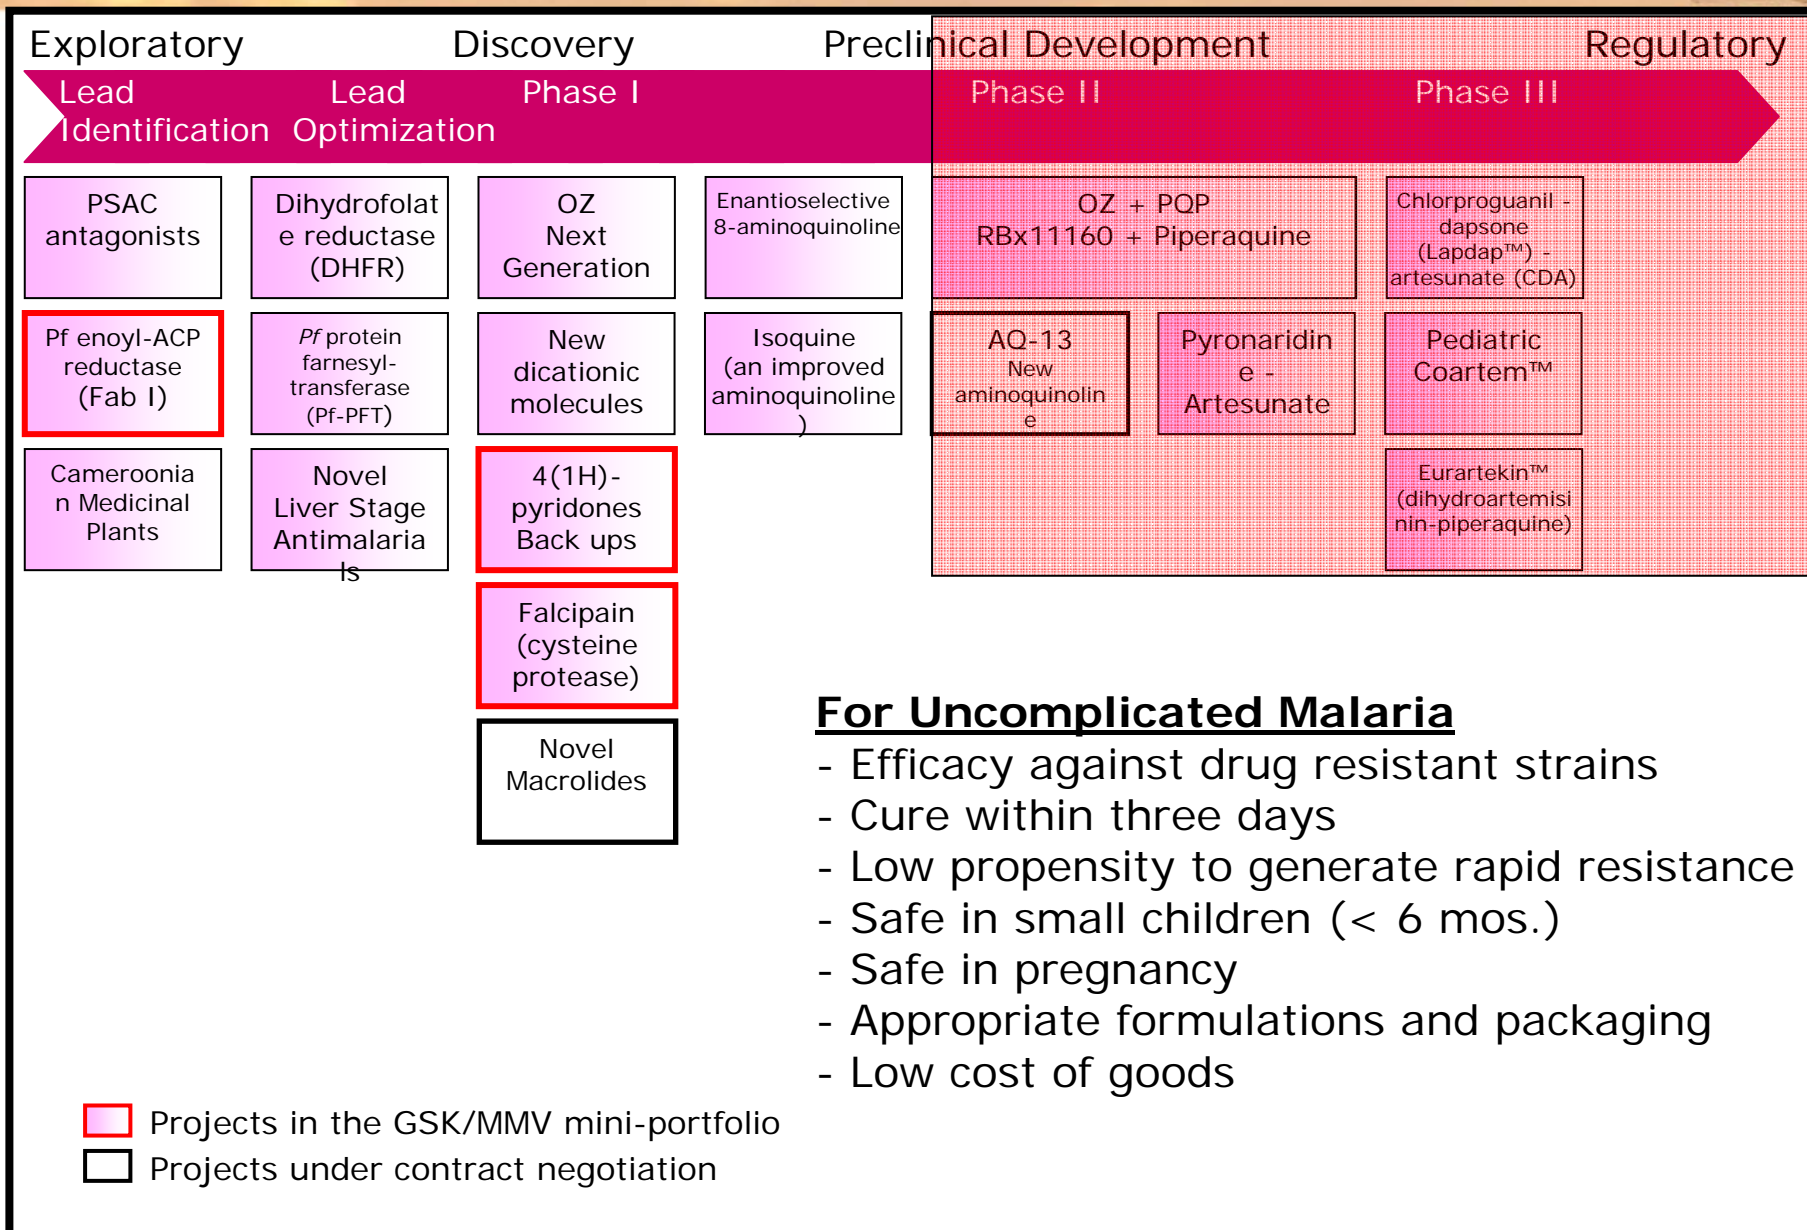 Exploratory
Discovery
Preclinical Development
Regulatory
Lead
Identification
Lead
Optimization
Phase I
Phase II
Phase III
PSAC
antagonists
Dihydrofolat
e reductase
(DHFR)
OZ
Next
Generation
Enantioselective
8-aminoquinoline
OZ + PQP
RBx11160 + Piperaquine
Chlorproguanil -
dapsone
(Lapdap™) -
artesunate (CDA)
Pf enoyl-ACP
reductase
(Fab I)
Pf protein
farnesyl-
transferase
(Pf-PFT)
New
dicationic
molecules
Isoquine
(an improved
aminoquinoline
)
AQ-13
New
aminoquinolin
e
Pyronaridin
e -
Artesunate
Pediatric
Coartem™
Cameroonia
n Medicinal
Plants
Novel
Liver Stage
Antimalaria
ls
4(1H)-
pyridones
Back ups
Eurartekin™
(dihydroartemisi
nin-piperaquine)
Falcipain
(cysteine
protease)
Novel
Macrolides
For Uncomplicated Malaria
- Efficacy against drug resistant strains
- Cure within three days
- Low propensity to generate rapid resistance
- Safe in small children (< 6 mos.)
- Safe in pregnancy
- Appropriate formulations and packaging
- Low cost of goods
Projects in the GSK/MMV mini-portfolio
Projects under contract negotiation